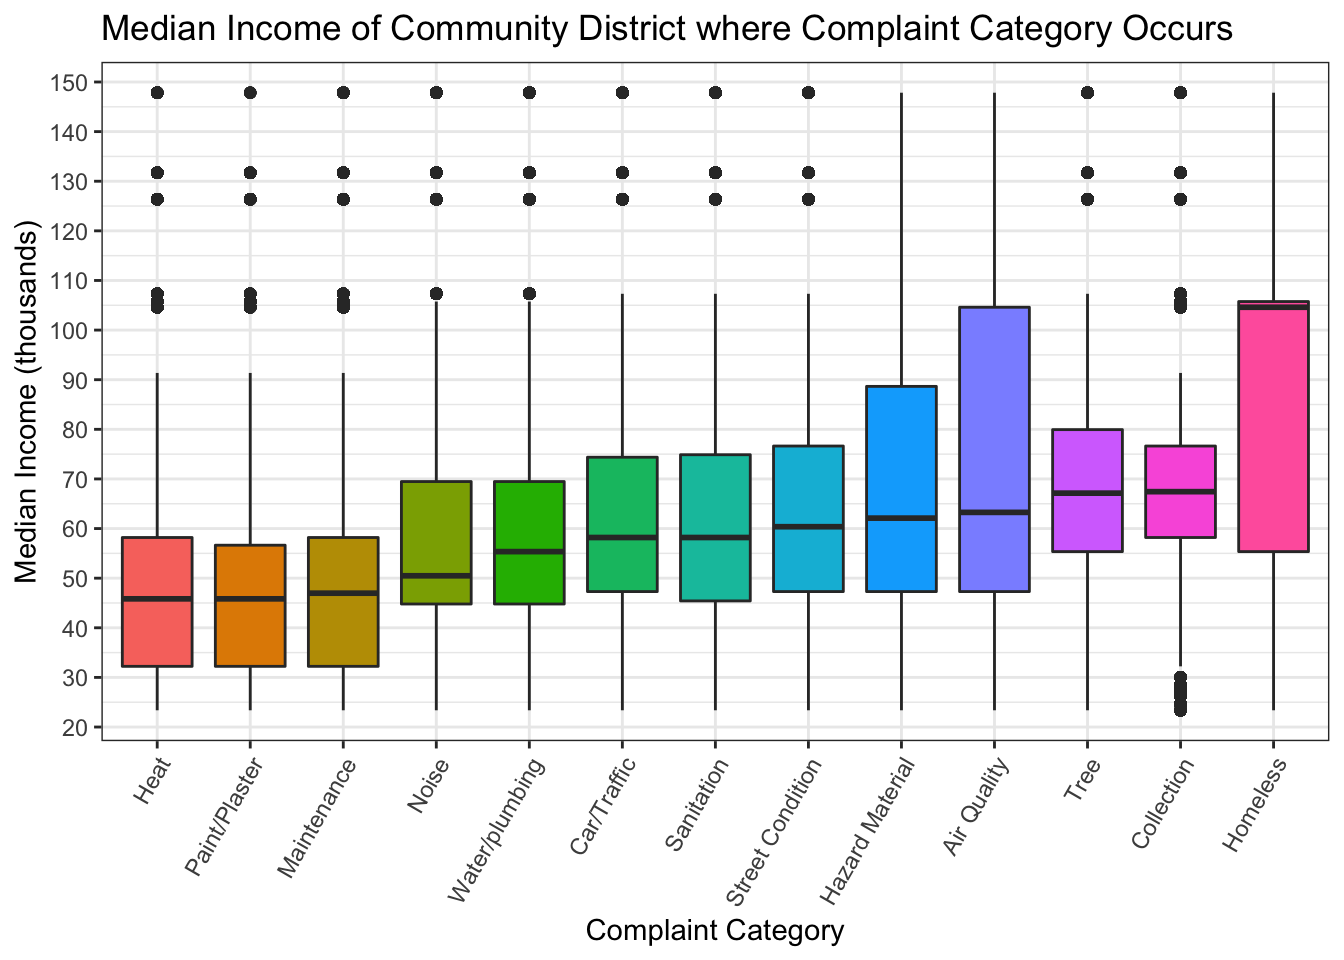 Median Income of Community District where Complaint Category Occurs
Median Income (thousands)
150
140
130
120
110
100
90
80
70
60
50
40
30
20
Heat
Paint/Plaster
Maintenance
Noise
Water/plumbing
Car/Traffic
Sanitation
Street Condition
Hazard Material
Air Quality
Tree
Collection
Homeless
Complaint Category